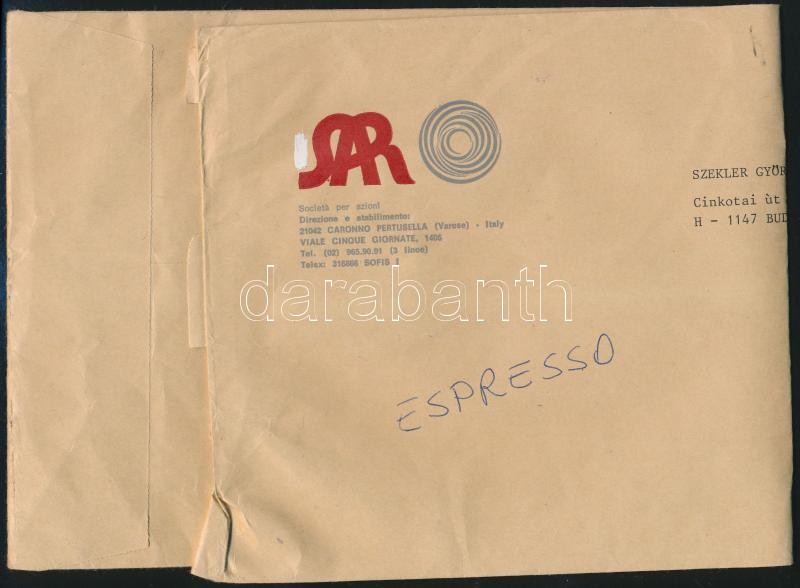 SAR
Società per azioni
Direzione e stabilimento:
21042 CARONNO PERTUSELLA (Varese) - Italy
VIALE CINQUE GIORNATE, 1405
Tel. (02) 965.90.91 (3 linee)
Telex: 316866 SOFIS I
SZEKLER GYÖR
Cinkotai ùt
H - 1147 BUD
darabanth
ESPRESSO